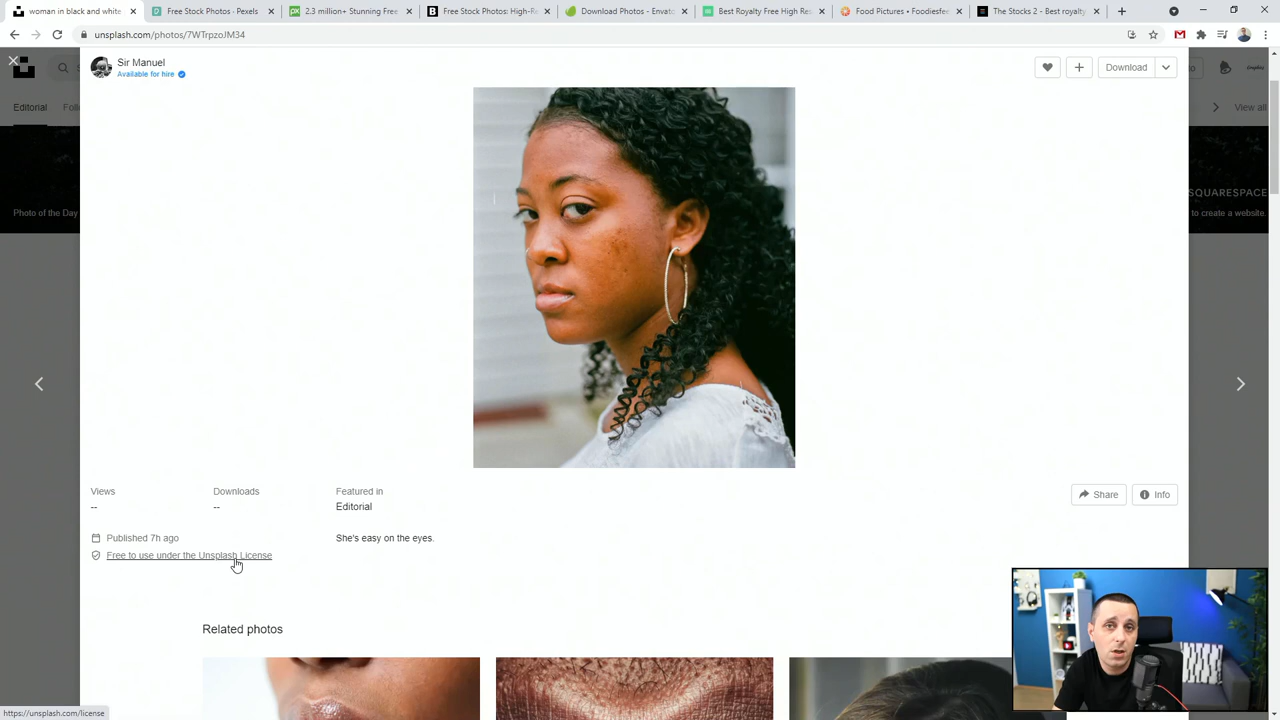 woman in black and white
Free Stock Photos · Pexels
2.3 million+ Stunning Free
Free Stock Photos: High-Re
Download Photos - Envato
Best Royalty Free High Res
Food Pictures • Foodiesfee
The Stocks 2 - Best royalty
unsplash.com/photos/7WTrpzoJM34
Sir Manuel
Available for hire
Download
Editorial
Follo
View all
Photo of the Day
SQUARESPACE
to create a website.
Views
Downloads
Featured in
--
--
Editorial
Share
Info
Published 7h ago
She's easy on the eyes.
Free to use under the Unsplash License
Related photos
https://unsplash.com/license